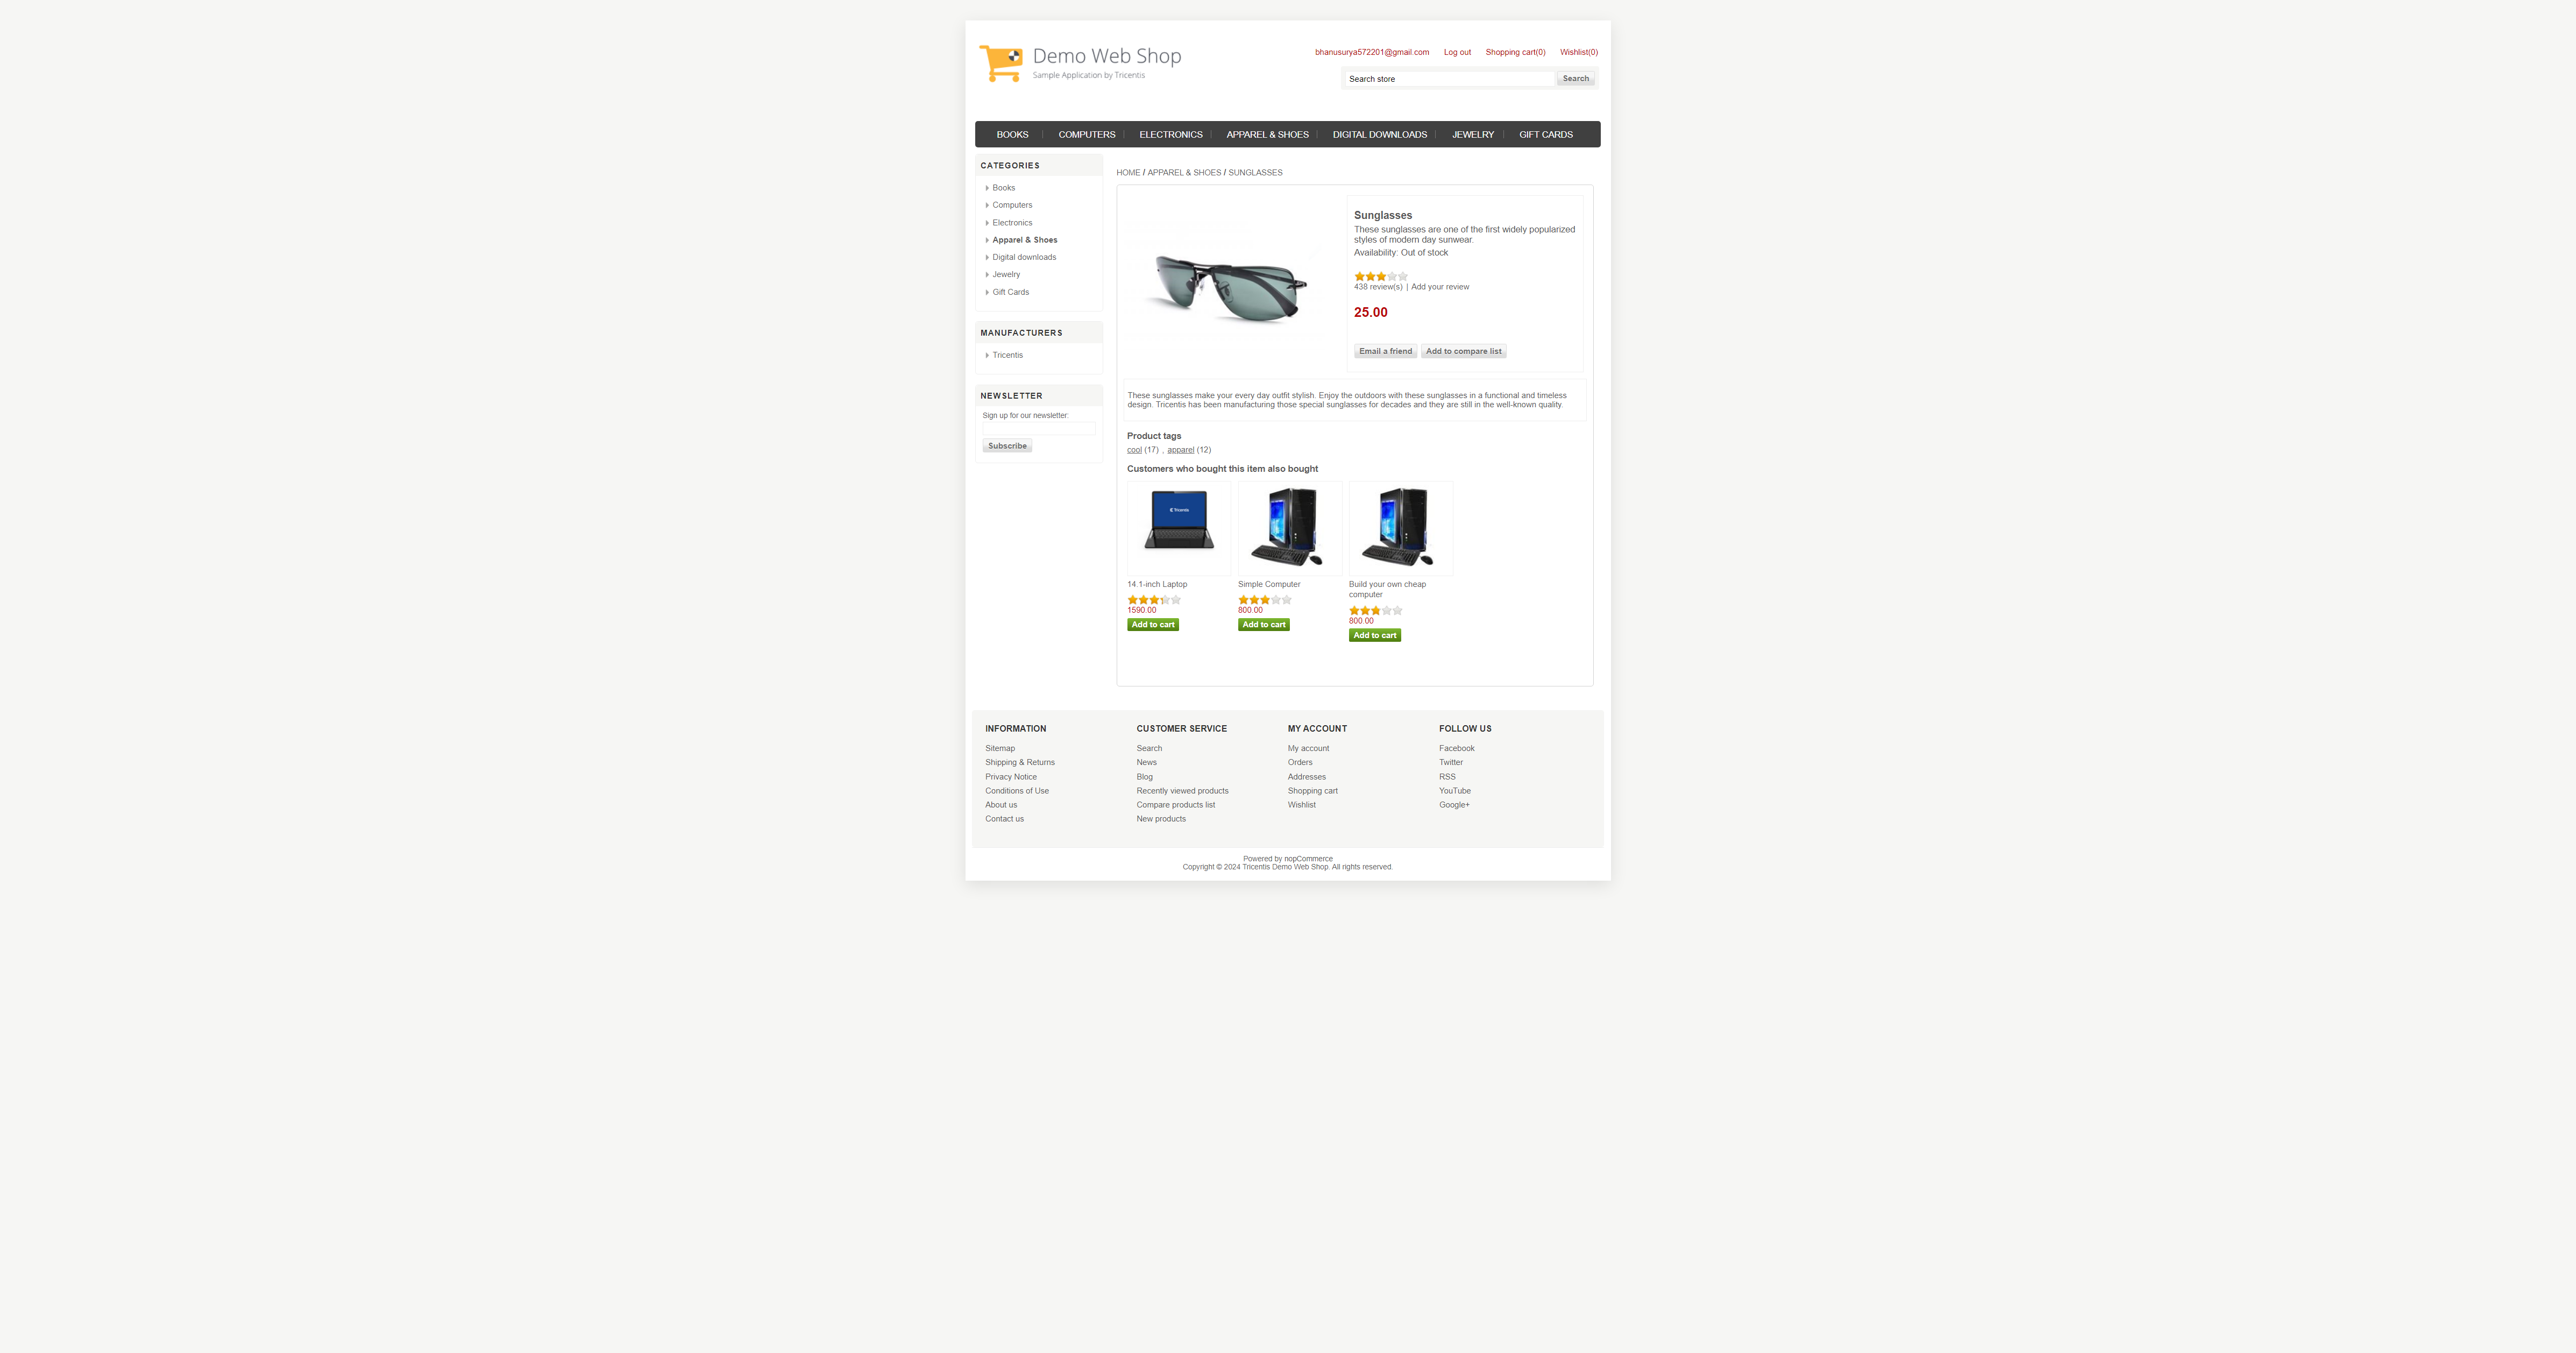 Demo Web Shop
Sample Application by Tricentis
bhanusurya572201@gmail.com Log out Shopping cart(0) Wishlist(0)
Search store Search
BOOKS COMPUTERS ELECTRONICS APPAREL & SHOES DIGITAL DOWNLOADS JEWELRY GIFT CARDS
CATEGORIES
Books
Computers
Electronics
Apparel & Shoes
Digital downloads
Jewelry
Gift Cards
MANUFACTURERS
Tricentis
NEWSLETTER
Sign up for our newsletter:
Subscribe
HOME / APPAREL & SHOES / SUNGLASSES
Sunglasses
These sunglasses are one of the first widely popularized
styles of modern day sunwear.
Availability: Out of stock
438 review(s) | Add your review
25.00
Email a friend Add to compare list
These sunglasses make your every day outfit stylish. Enjoy the outdoors with these sunglasses in a functional and timeless
design. Tricentis has been manufacturing those special sunglasses for decades and they are still in the well-known quality.
Product tags
cool (17) , apparel (12)
Customers who bought this item also bought
Tricentis
14.1-inch Laptop
1590.00
Add to cart
Simple Computer
800.00
Add to cart
Build your own cheap
computer
800.00
Add to cart
INFORMATION
Sitemap
Shipping & Returns
Privacy Notice
Conditions of Use
About us
Contact us
CUSTOMER SERVICE
Search
News
Blog
Recently viewed products
Compare products list
New products
MY ACCOUNT
My account
Orders
Addresses
Shopping cart
Wishlist
FOLLOW US
Facebook
Twitter
RSS
YouTube
Google+
Powered by nopCommerce
Copyright © 2024 Tricentis Demo Web Shop. All rights reserved.